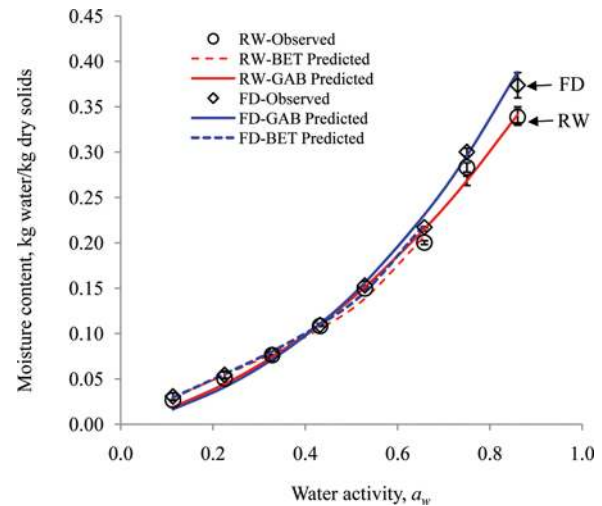 0.45
0.40
0.35
0.30
0.25
0.20
0.15
0.10
0.05
0.00
Moisture content, kg water/kg dry solids
RW-Observed
RW-BET Predicted
RW-GAB Predicted
FD-Observed
FD-GAB Predicted
FD-BET Predicted
FD
RW
0.0 0.2 0.4 0.6 0.8 1.0
Water activity, a_w